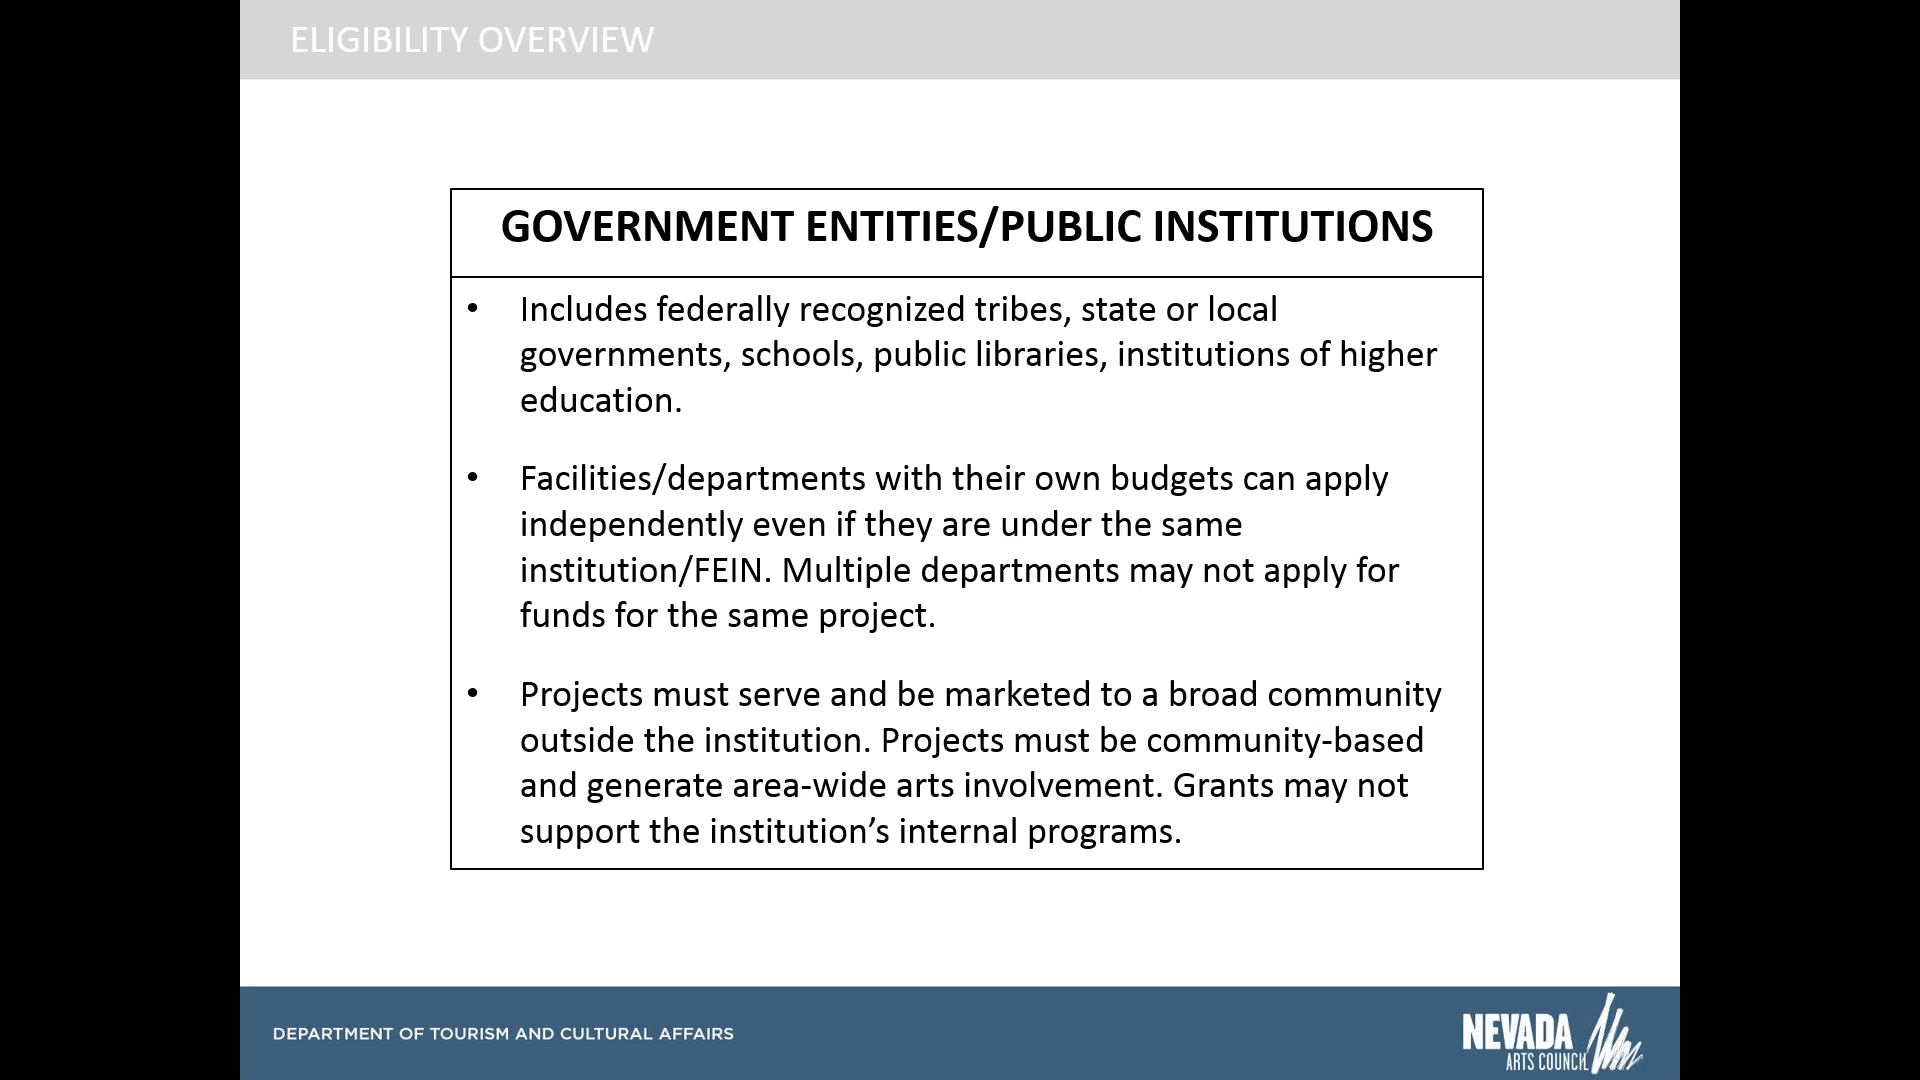 ELIGIBILITY OVERVIEW
GOVERNMENT ENTITIES/PUBLIC INSTITUTIONS
• Includes federally recognized tribes, state or local
governments, schools, public libraries, institutions of higher
education.
• Facilities/departments with their own budgets can apply
independently even if they are under the same
institution/FEIN. Multiple departments may not apply for
funds for the same project.
• Projects must serve and be marketed to a broad community
outside the institution. Projects must be community-based
and generate area-wide arts involvement. Grants may not
support the institution’s internal programs.
DEPARTMENT OF TOURISM AND CULTURAL AFFAIRS
NEVADA
ARTS COUNCIL